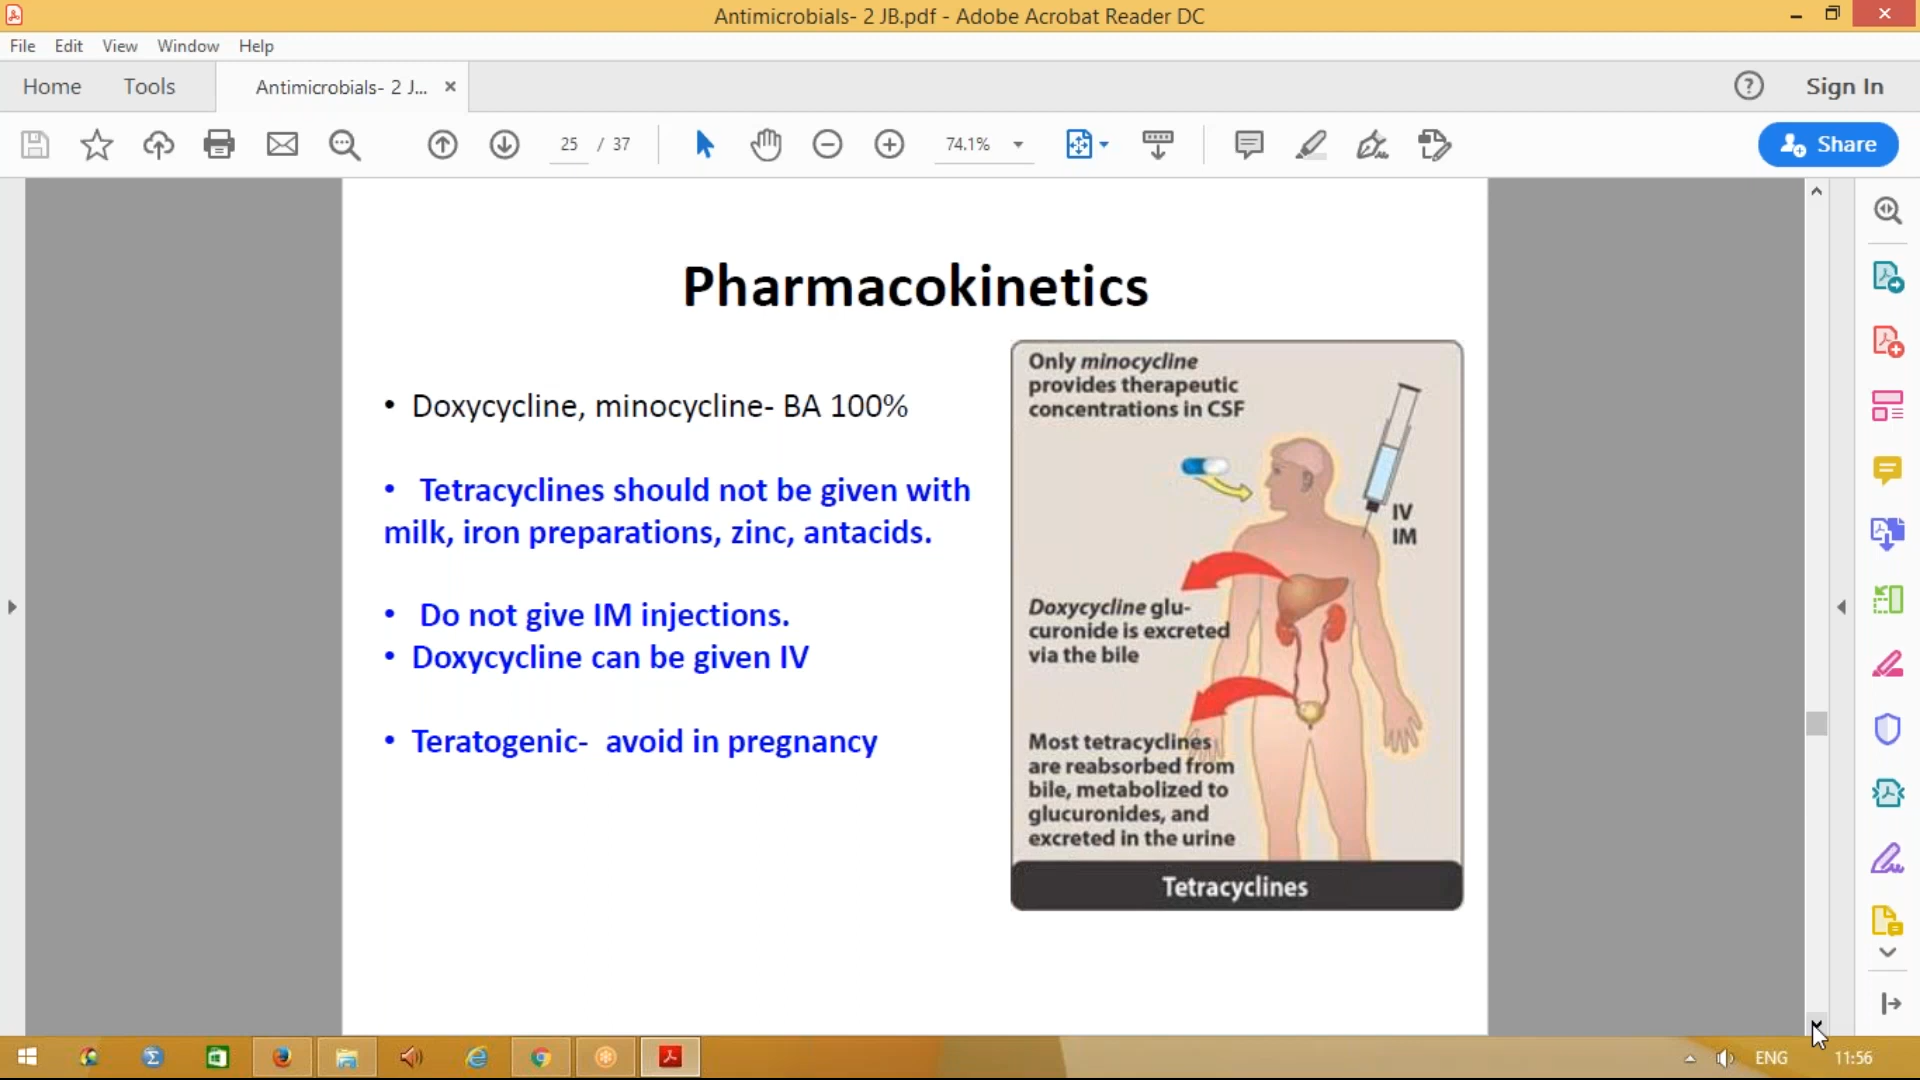 Antimicrobials- 2 JB.pdf - Adobe Acrobat Reader DC
File Edit View Window Help
Home Tools Antimicrobials- 2 J... Sign In
25 / 37 74.1% Share
Pharmacokinetics
• Doxycycline, minocycline- BA 100%
• Tetracyclines should not be given with
milk, iron preparations, zinc, antacids.
• Do not give IM injections.
• Doxycycline can be given IV
• Teratogenic- avoid in pregnancy
Only minocycline
provides therapeutic
concentrations in CSF
IV
IM
Doxycycline glu-
curonide is excreted
via the bile
Most tetracyclines
are reabsorbed from
bile, metabolized to
glucuronides, and
excreted in the urine
Tetracyclines
ENG 11:56